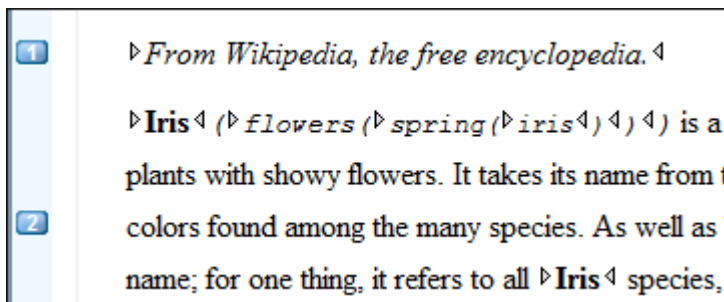 1 From Wikipedia, the free encyclopedia.
Iris (flowers(spring(iris))) is a
plants with showy flowers. It takes its name from
2 colors found among the many species. As well as
name; for one thing, it refers to all Iris species,